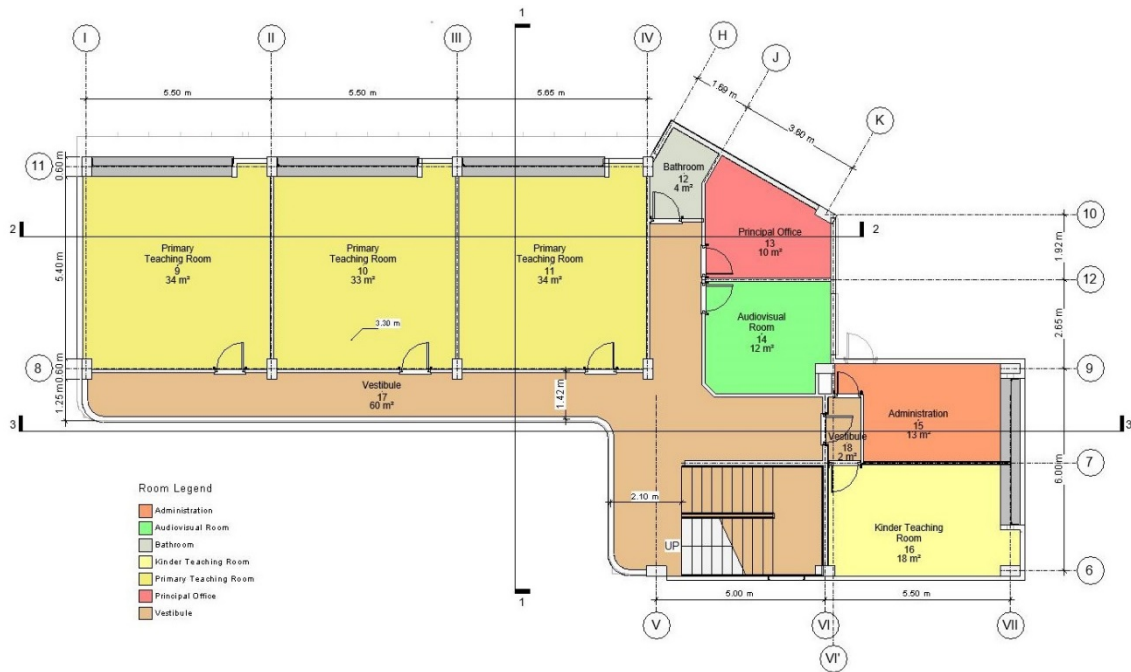 1
I
II
III
IV
H
J
K
5.50 m
5.50 m
5.65 m
1.69 m
3.60 m
11
0.60 m
10
2
2
Bathroom
12
4 m²
Principal Office
13
10 m²
1.92 m
Primary
Teaching Room
9
34 m²
Primary
Teaching Room
10
33 m²
Primary
Teaching Room
11
34 m²
5.40 m
12
3.30 m
Audiovisual
Room
14
12 m²
2.65 m
8
0.60 m
9
Vestibule
17
60 m²
1.25 m
1.42 m
3
3
Administration
15
13 m²
Vestibule
18
2 m²
7
6.00 m
2.10 m
UP
Kinder Teaching
Room
16
18 m²
6
Room Legend
Administration
Audiovisual Room
Bathroom
Kinder Teaching Room
Primary Teaching Room
Principal Office
Vestibule
1
5.00 m
5.50 m
V
VI
VII
VI'